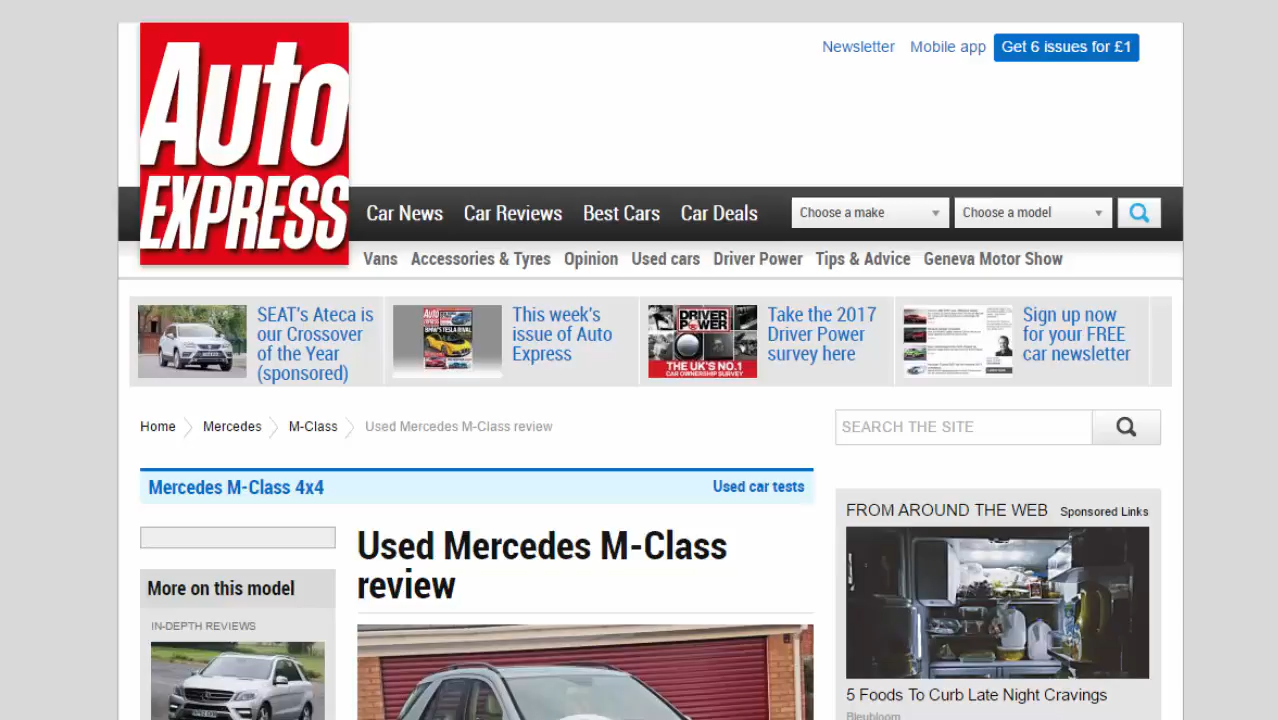 Auto
EXPRESS
Newsletter Mobile app Get 6 issues for £1
Car News Car Reviews Best Cars Car Deals Choose a make Choose a model
Vans Accessories & Tyres Opinion Used cars Driver Power Tips & Advice Geneva Motor Show
SEAT's Ateca is
our Crossover
of the Year
(sponsored)
This week's
issue of Auto
Express
DRIVER
POWER
THE UK'S NO.1
CAR OWNERSHIP SURVEY
Take the 2017
Driver Power
survey here
Sign up now
for your FREE
car newsletter
Home Mercedes M-Class Used Mercedes M-Class review
SEARCH THE SITE
Mercedes M-Class 4x4 Used car tests
Used Mercedes M-Class
review
More on this model
IN-DEPTH REVIEWS
FROM AROUND THE WEB Sponsored Links
5 Foods To Curb Late Night Cravings
Bleubloom